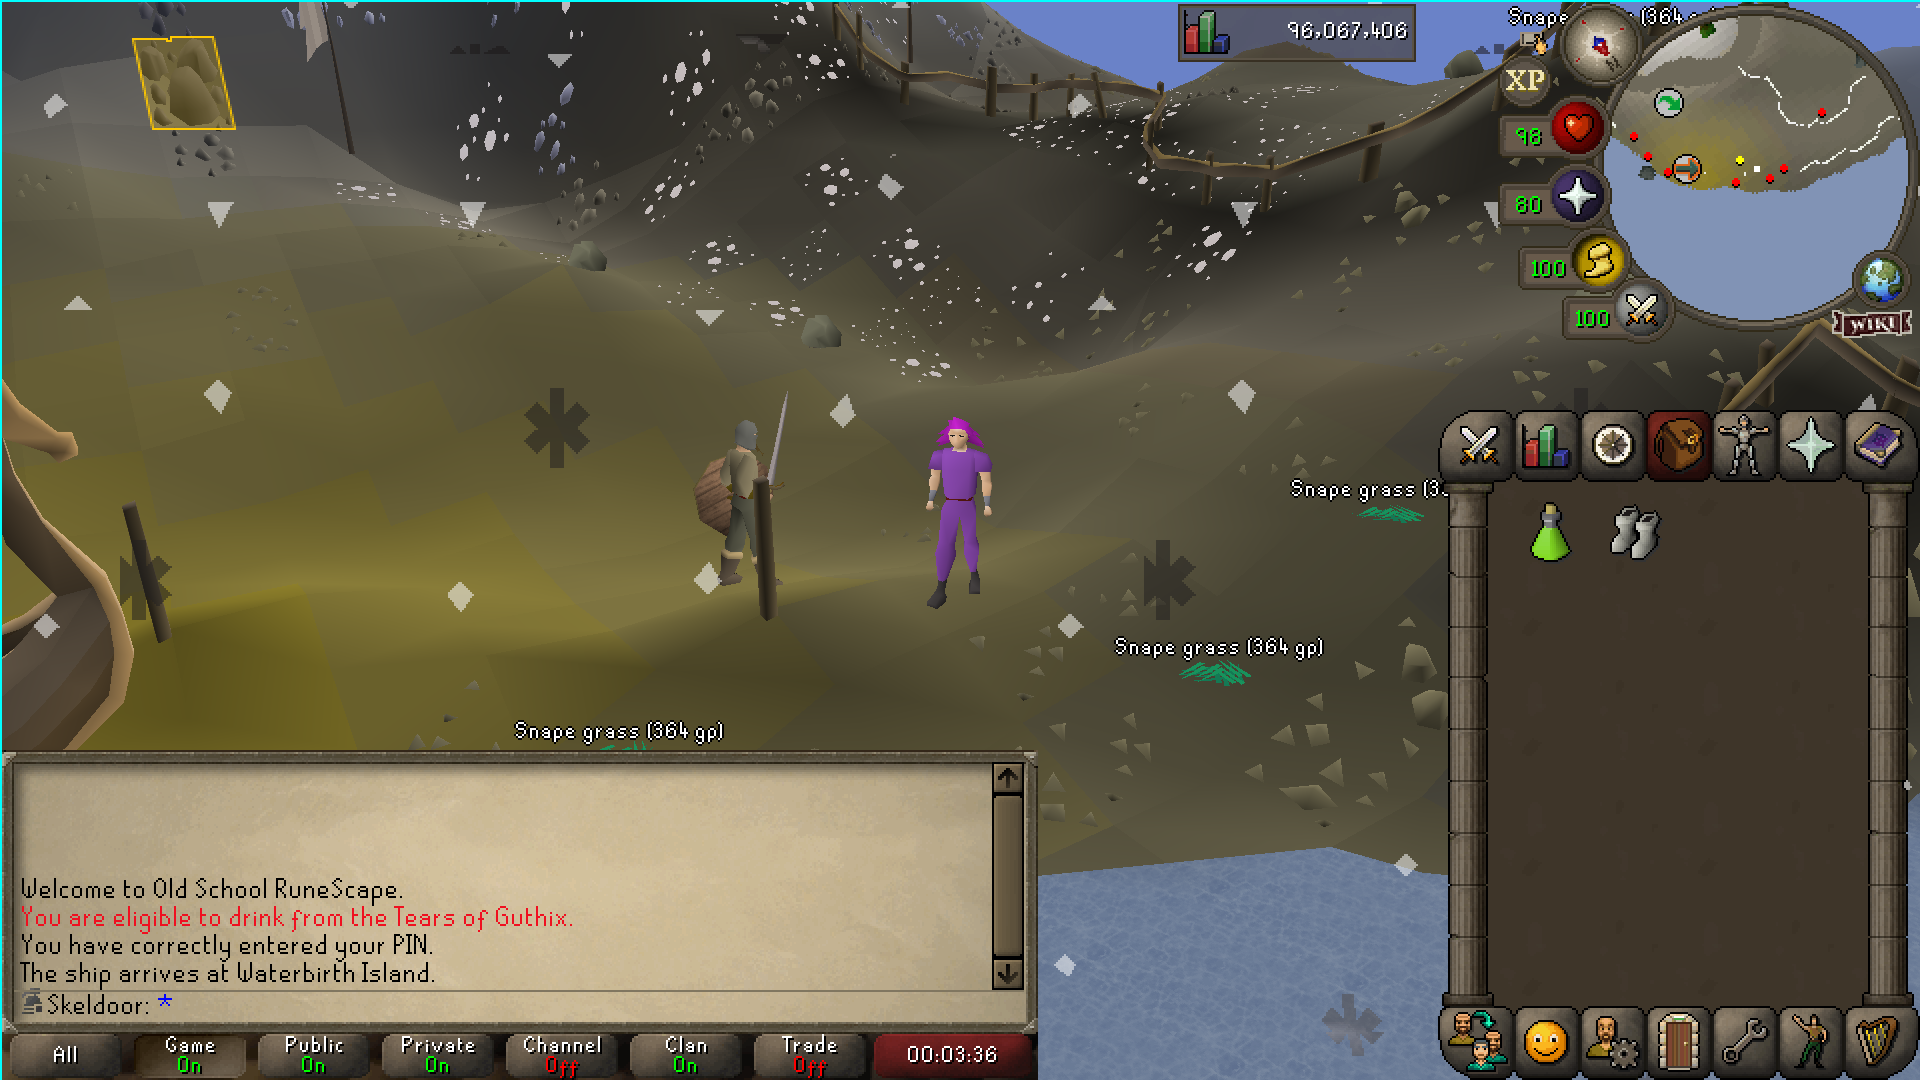 96,067,406
Snape
(364 g
XP
98
80
100
100
WIKI
Snape grass (3
Snape grass (364 gp)
Snape grass (364 gp)
Welcome to Old School RuneScape.
You are eligible to drink from the Tears of Guthix.
You have correctly entered your PIN.
The ship arrives at Waterbirth Island.
Skeldoor: *
All
Game
On
Public
On
Private
On
Channel
Off
Clan
On
Trade
Off
00:03:36